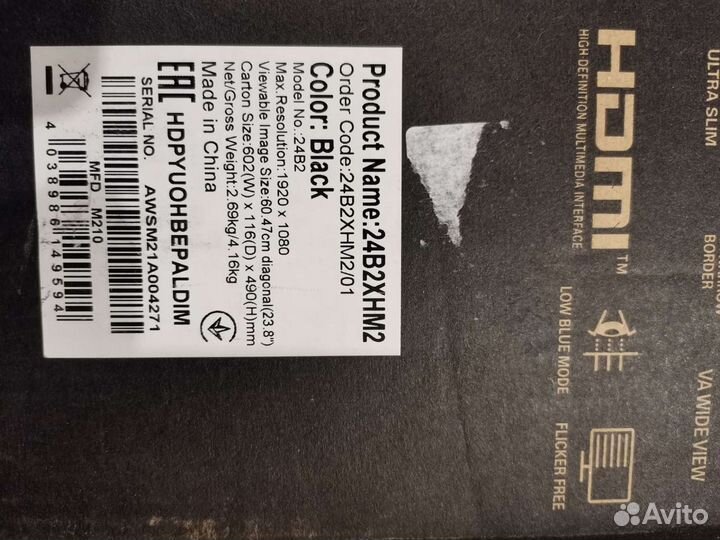 ULTRA SLIM
BORDER
VA WIDE VIEW
HDMI™
HIGH-DEFINITION MULTIMEDIA INTERFACE
LOW BLUE MODE
FLICKER FREE
Product Name:24B2XHM2
Order Code:24B2XHM2/01
Color: Black
Model No.:24B2
Max.Resolution:1920 x 1080
Viewable Image Size:60.47cm diagonal(23.8")
Carton Size:602(W) x 116(D) x 490(H)mm
Net/Gross Weight:2.69kg/4.16kg
Made in China
EAC HDPYUOHBEPALDIM
SERIAL NO. AWSM21A004271
MFD M210
4 038986 149594
Avito